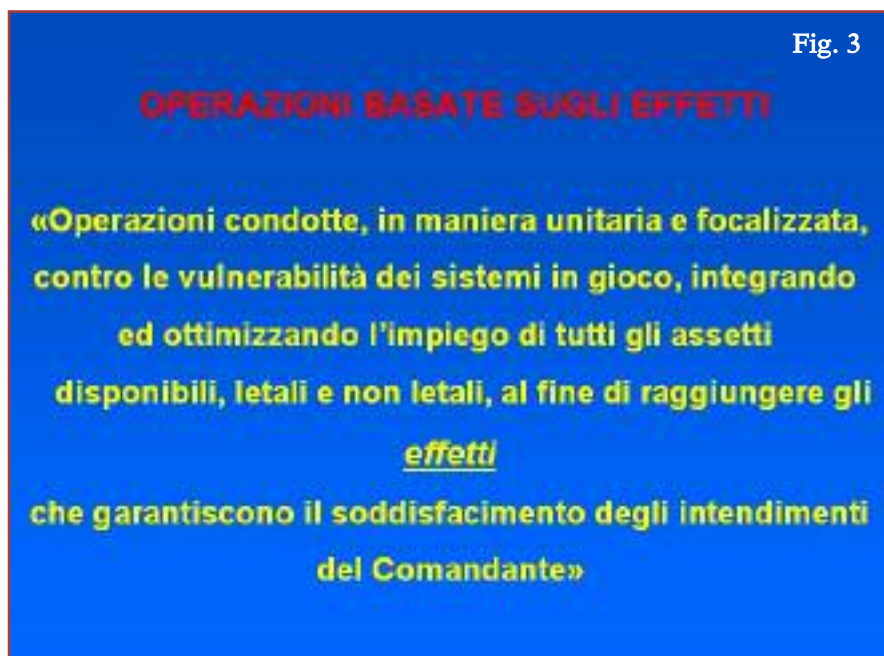 Fig. 3
OPERAZIONI BASATE SUGLI EFFETTI
«Operazioni condotte, in maniera unitaria e focalizzata,
contro le vulnerabilità dei sistemi in gioco, integrando
ed ottimizzando l'impiego di tutti gli assetti
disponibili, letali e non letali, al fine di raggiungere gli
effetti
che garantiscono il soddisfacimento degli intendimenti
del Comandante»